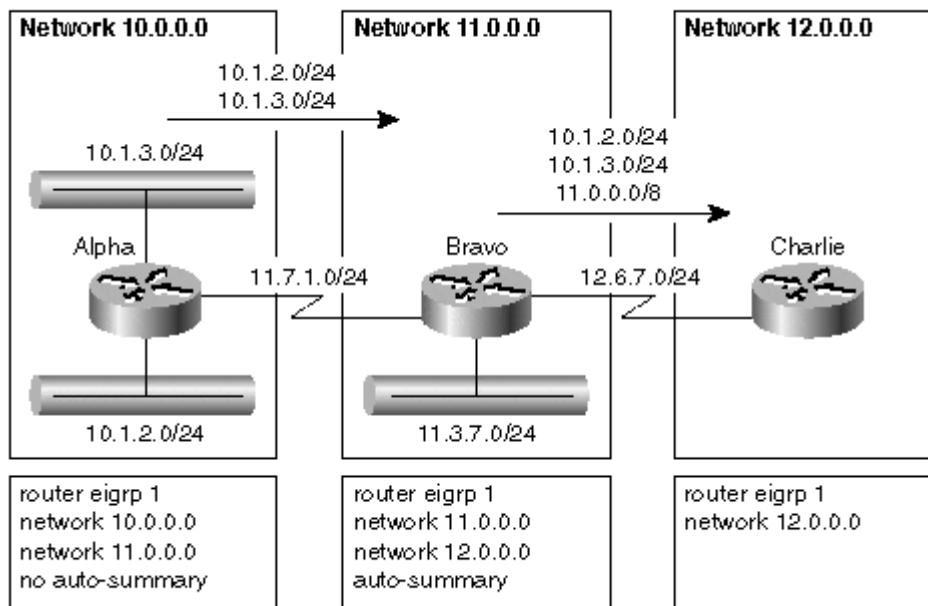 Network 10.0.0.0
Network 11.0.0.0
Network 12.0.0.0
10.1.2.0/24
10.1.3.0/24
10.1.2.0/24
10.1.3.0/24
11.0.0.0/8
10.1.3.0/24
Alpha
Bravo
Charlie
11.7.1.0/24
12.6.7.0/24
10.1.2.0/24
11.3.7.0/24
router eigrp 1
network 10.0.0.0
network 11.0.0.0
no auto-summary
router eigrp 1
network 11.0.0.0
network 12.0.0.0
auto-summary
router eigrp 1
network 12.0.0.0